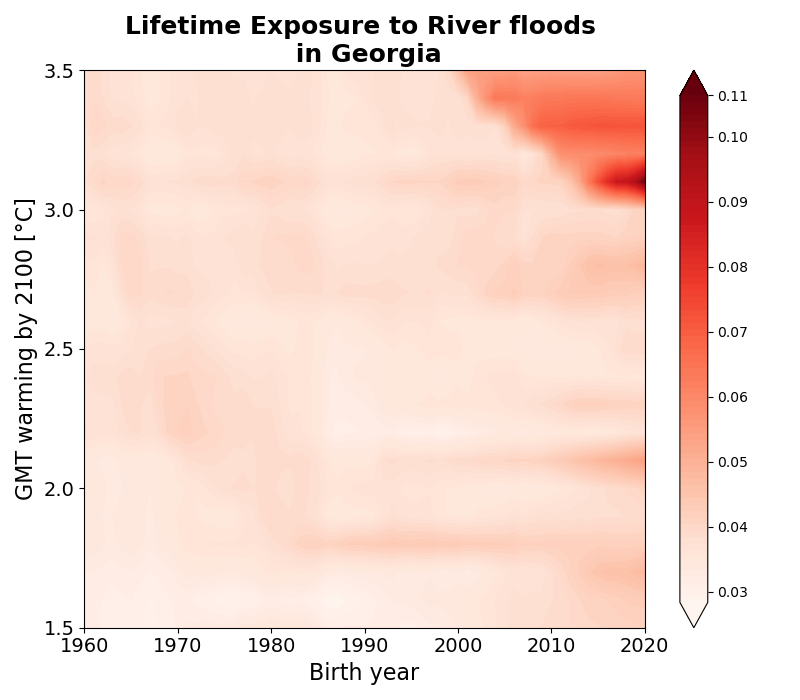 Lifetime Exposure to River floods
in Georgia
GMT warming by 2100 [°C]
3.5
3.0
2.5
2.0
1.5
1960 1970 1980 1990 2000 2010 2020
Birth year
0.11
0.10
0.09
0.08
0.07
0.06
0.05
0.04
0.03